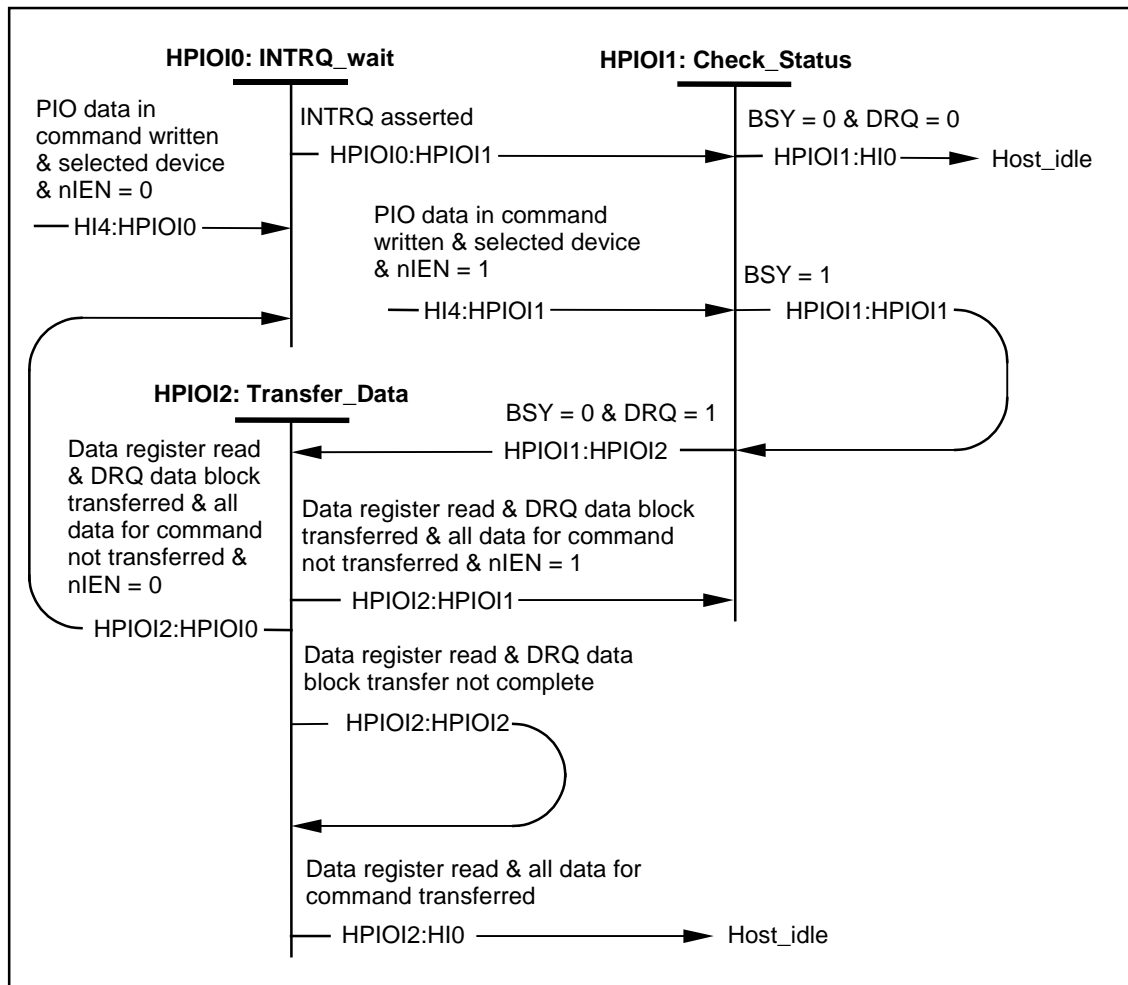 HPIOI0: INTRQ_wait
HPIOI1: Check_Status
PIO data in
command written
& selected device
& nIEN = 0
HI4:HPIOI0
INTRQ asserted
HPIOI0:HPIOI1
BSY = 0 & DRQ = 0
HPIOI1:HI0
Host_idle
PIO data in command
written & selected device
& nIEN = 1
HI4:HPIOI1
BSY = 1
HPIOI1:HPIOI1
HPIOI2: Transfer_Data
BSY = 0 & DRQ = 1
HPIOI1:HPIOI2
Data register read
& DRQ data block
transferred & all
data for command
not transferred &
nIEN = 0
HPIOI2:HPIOI0
Data register read & DRQ data block
transferred & all data for command
not transferred & nIEN = 1
HPIOI2:HPIOI1
Data register read & DRQ data
block transfer not complete
HPIOI2:HPIOI2
Data register read & all data for
command transferred
HPIOI2:HI0
Host_idle